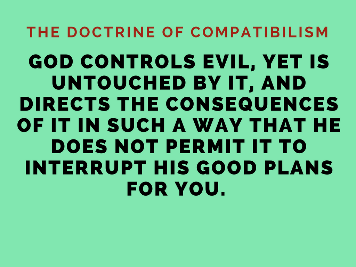 THE DOCTRINE OF COMPATIBILISM
GOD CONTROLS EVIL, YET IS
UNTOUCHED BY IT, AND
DIRECTS THE CONSEQUENCES
OF IT IN SUCH A WAY THAT HE
DOES NOT PERMIT IT TO
INTERRUPT HIS GOOD PLANS
FOR YOU.